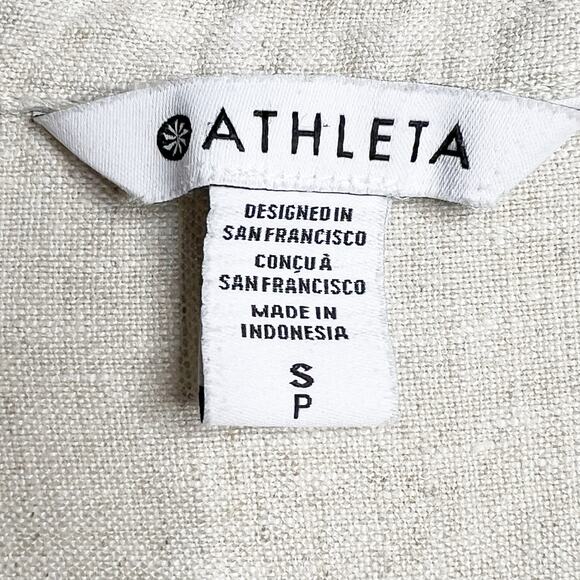 ATHLETA
DESIGNED IN
SAN FRANCISCO
CONÇU À
SAN FRANCISCO
MADE IN
INDONESIA
S
P